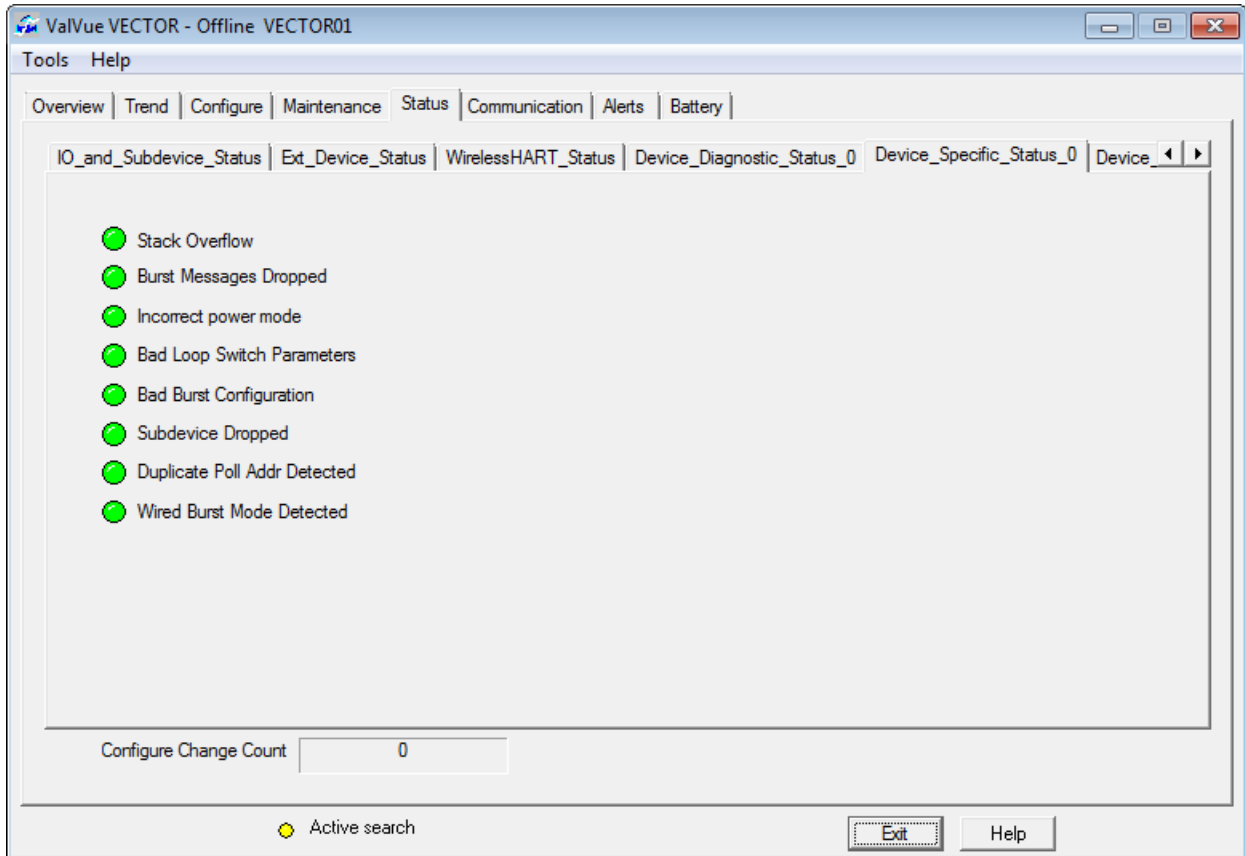 ValVue VECTOR - Offline VECTOR01
Tools Help
Overview Trend Configure Maintenance Status Communication Alerts Battery
IO_and_Subdevice_Status Ext_Device_Status WirelessHART_Status Device_Diagnostic_Status_0 Device_Specific_Status_0 Device_
Stack Overflow
Burst Messages Dropped
Incorrect power mode
Bad Loop Switch Parameters
Bad Burst Configuration
Subdevice Dropped
Duplicate Poll Addr Detected
Wired Burst Mode Detected
Configure Change Count 0
Active search Exit Help